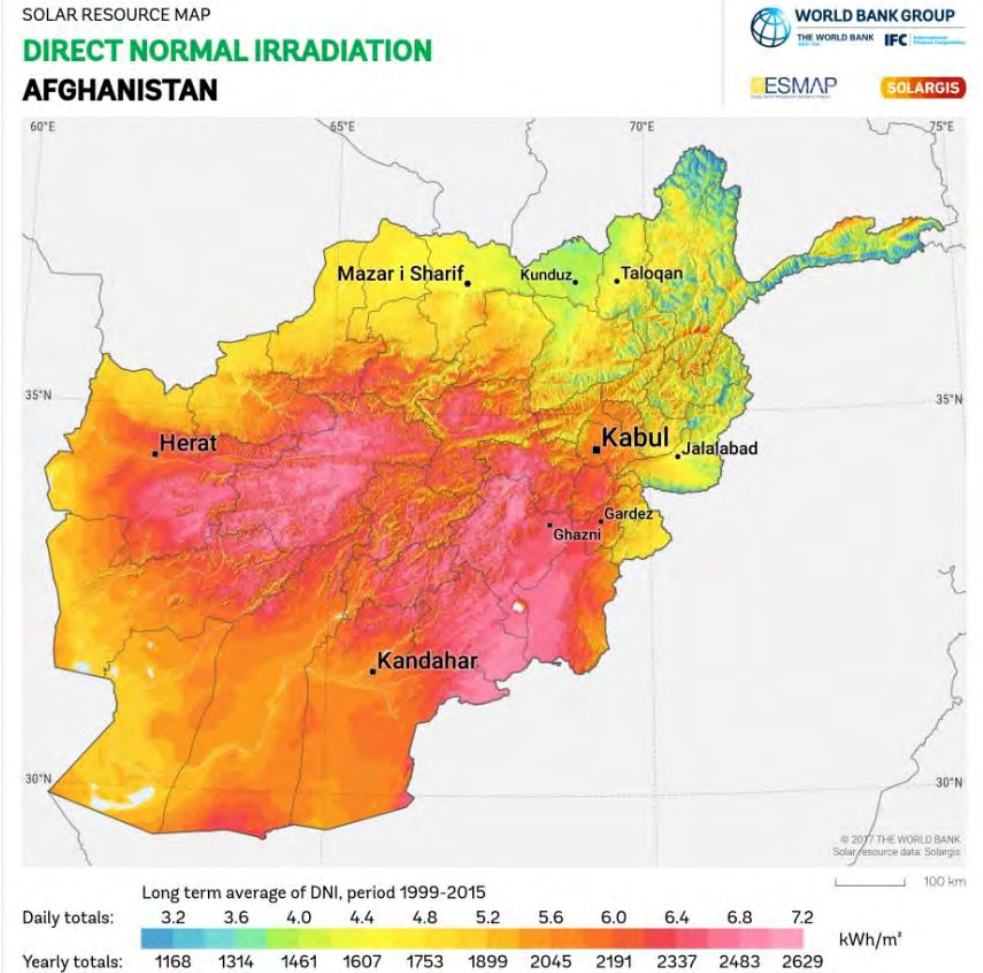 SOLAR RESOURCE MAP
DIRECT NORMAL IRRADIATION
AFGHANISTAN
WORLD BANK GROUP
THE WORLD BANK IFC International Finance Corporation
ESMAP
SOLARGIS
60°E 65°E 70°E 75°E
Mazar i Sharif
Kunduz
Taloqan
35°N 35°N
Herat
Kabul
Jalalabad
Gardez
Ghazni
Kandahar
30°N 30°N
© 2017 THE WORLD BANK
Solar resource data: Solargis
100 km
Long term average of DNI, period 1999-2015
Daily totals: 3.2 3.6 4.0 4.4 4.8 5.2 5.6 6.0 6.4 6.8 7.2
kWh/m²
Yearly totals: 1168 1314 1461 1607 1753 1899 2045 2191 2337 2483 2629